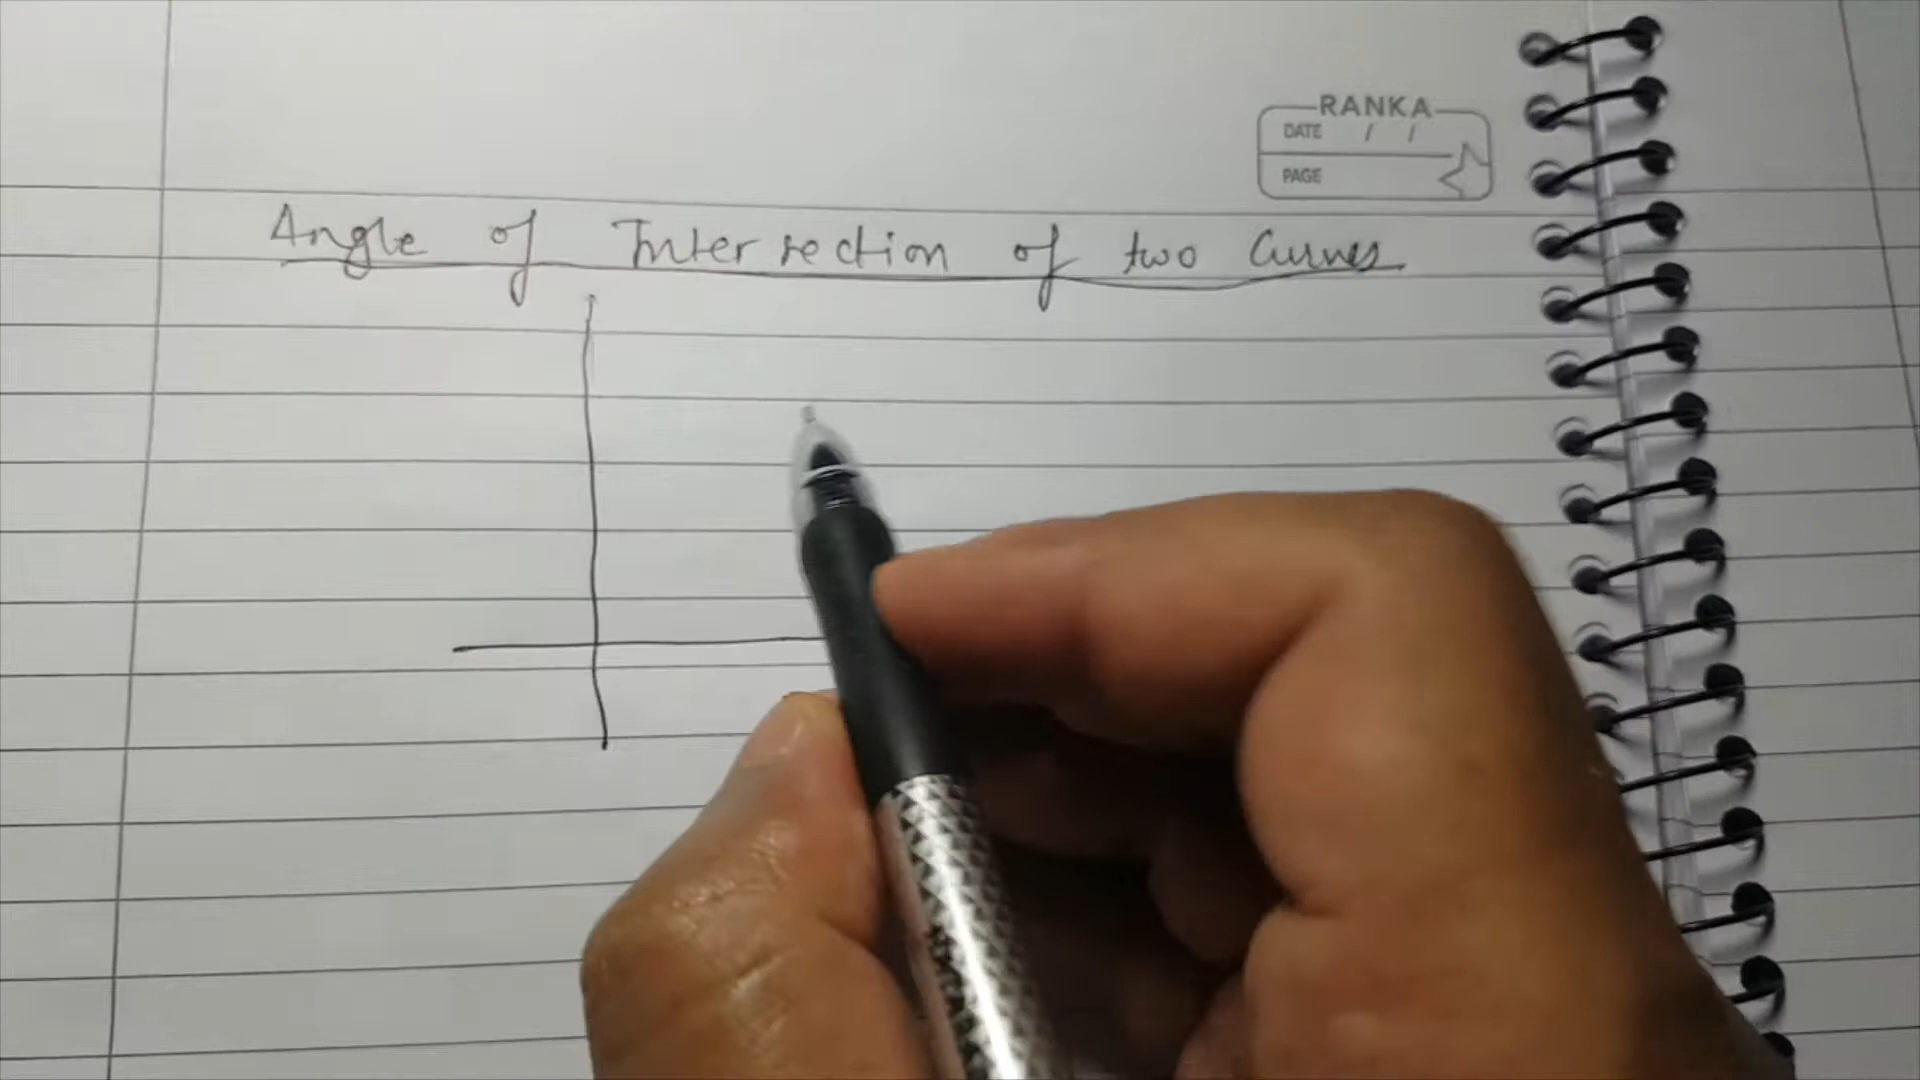 RANKA
DATE / /
PAGE
Angle of Intersection of two Curves